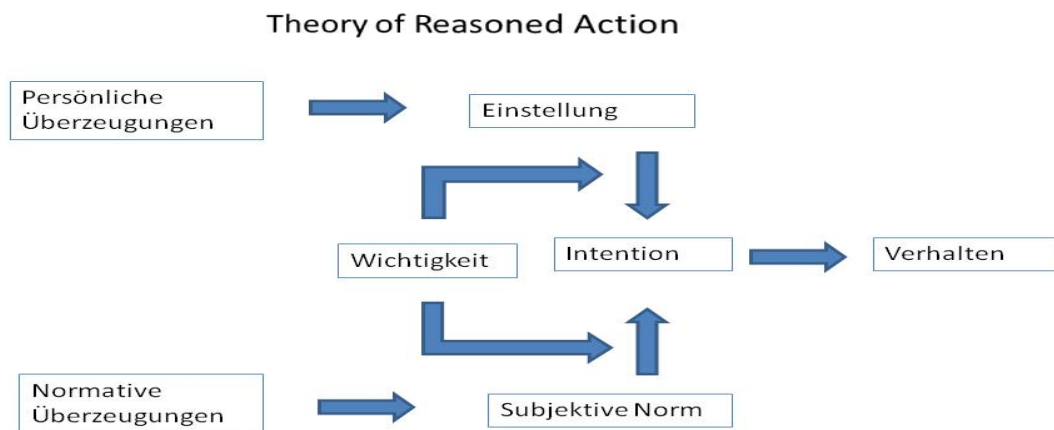 Theory of Reasoned Action
Persönliche
Überzeugungen
Einstellung
Wichtigkeit
Intention
Verhalten
Normative
Überzeugungen
Subjektive Norm